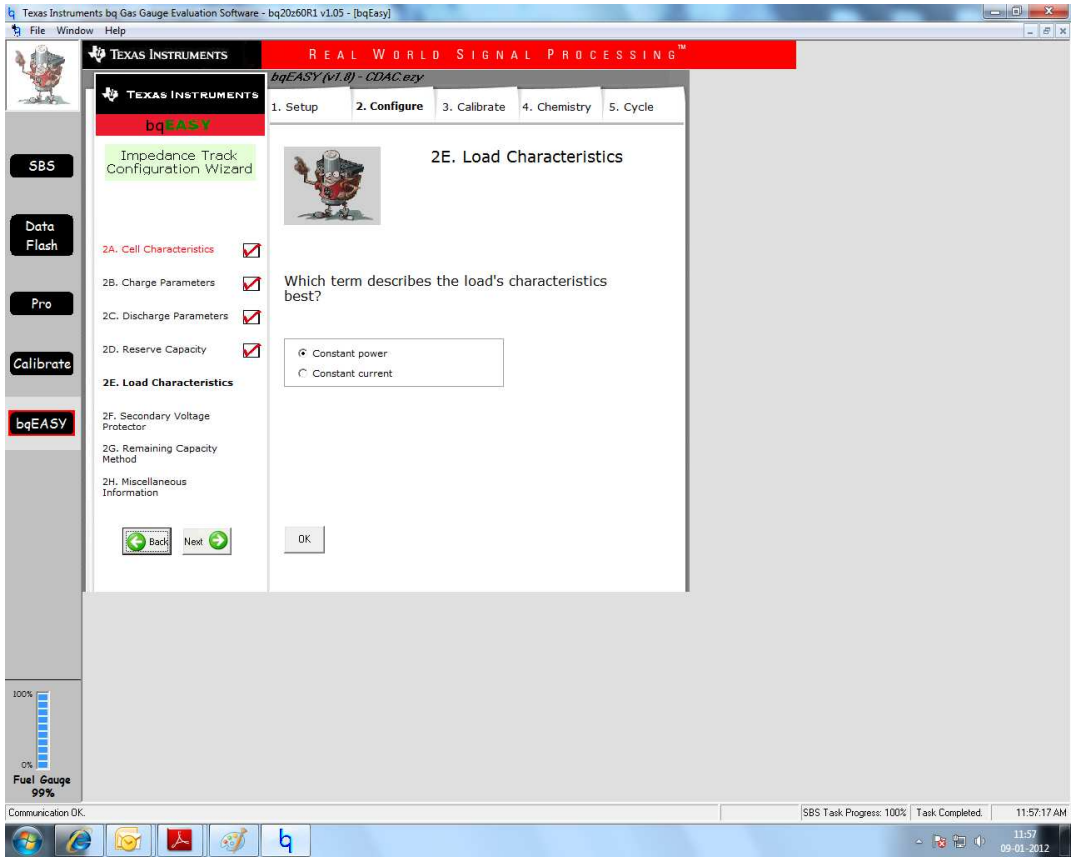 Texas Instruments bq Gas Gauge Evaluation Software - bq20z60R1 v1.05 - [bqEasy]
File Window Help
TEXAS INSTRUMENTS
REAL WORLD SIGNAL PROCESSING™
bqEASY (v1.8) - CDAC.ezy
TEXAS INSTRUMENTS
bqEASY
1. Setup
2. Configure
3. Calibrate
4. Chemistry
5. Cycle
Impedance Track
Configuration Wizard
2E. Load Characteristics
SBS
Data
Flash
Pro
Calibrate
bqEASY
2A. Cell Characteristics
2B. Charge Parameters
2C. Discharge Parameters
2D. Reserve Capacity
2E. Load Characteristics
2F. Secondary Voltage
Protector
2G. Remaining Capacity
Method
2H. Miscellaneous
Information
Back
Next
Which term describes the load's characteristics
best?
Constant power
Constant current
OK
100%
0%
Fuel Gauge
99%
Communication OK.
SBS Task Progress: 100%
Task Completed.
11:57:17 AM
11:57
09-01-2012